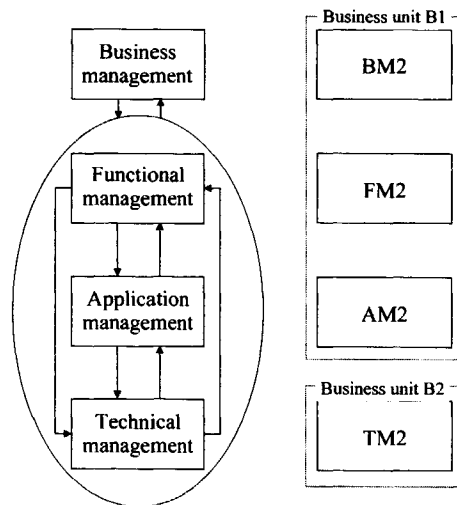 Business
management
Functional
management
Application
management
Technical
management
Business unit B1
BM2
FM2
AM2
Business unit B2
TM2